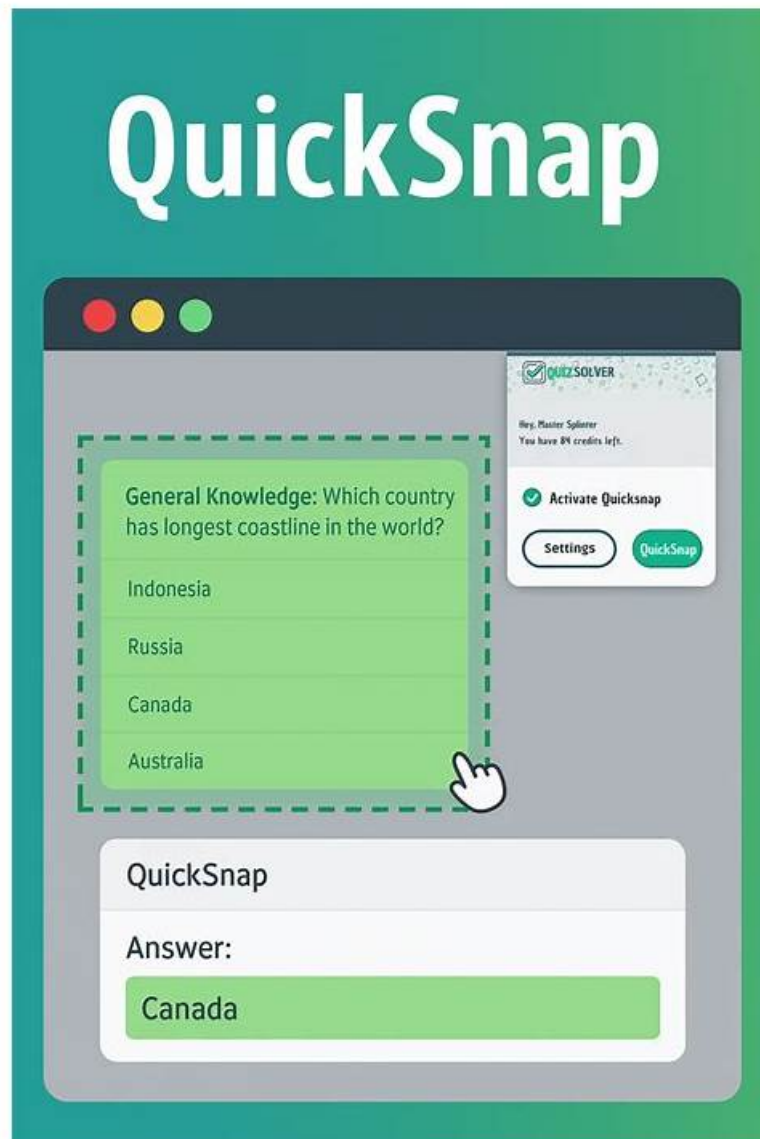 QuickSnap
QUIZSOLVER
Hey, Master Splinter
You have 84 credits left.
Activate Quicksnap
Settings
QuickSnap
General Knowledge: Which country
has longest coastline in the world?
Indonesia
Russia
Canada
Australia
QuickSnap
Answer:
Canada